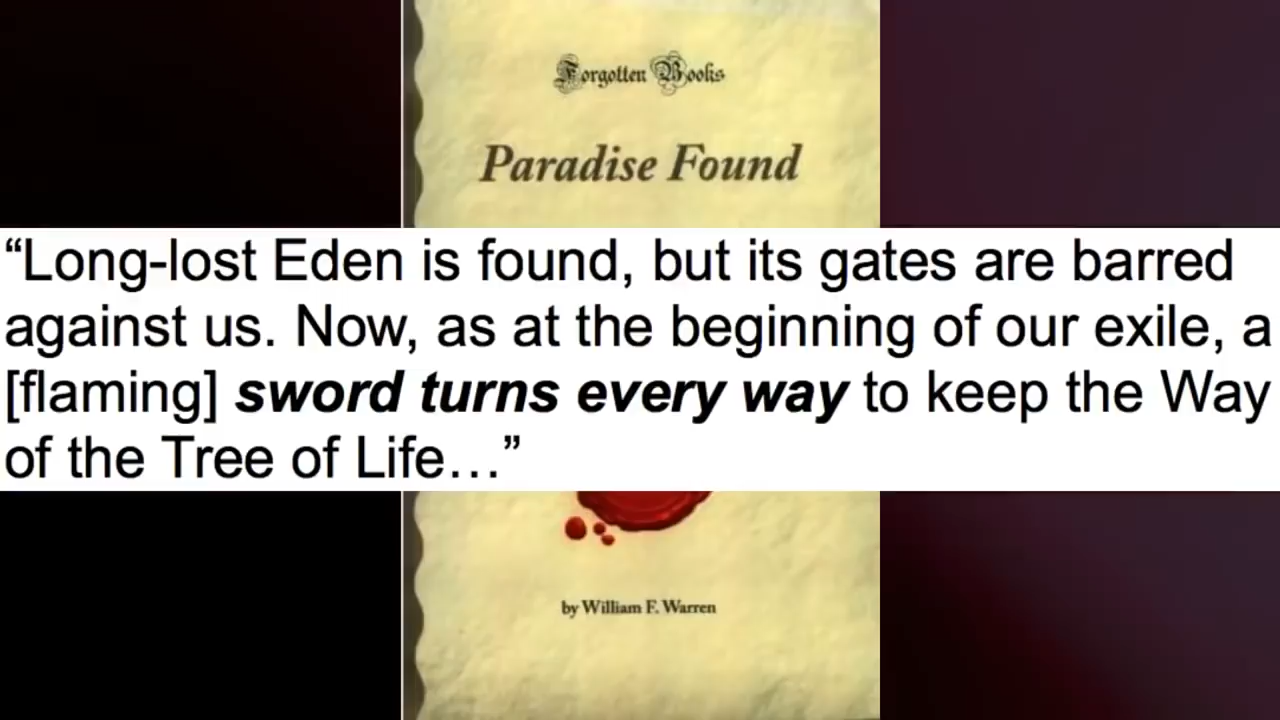 Forgotten Books
Paradise Found
“Long-lost Eden is found, but its gates are barred
against us. Now, as at the beginning of our exile, a
[flaming] sword turns every way to keep the Way
of the Tree of Life…”
by William F. Warren